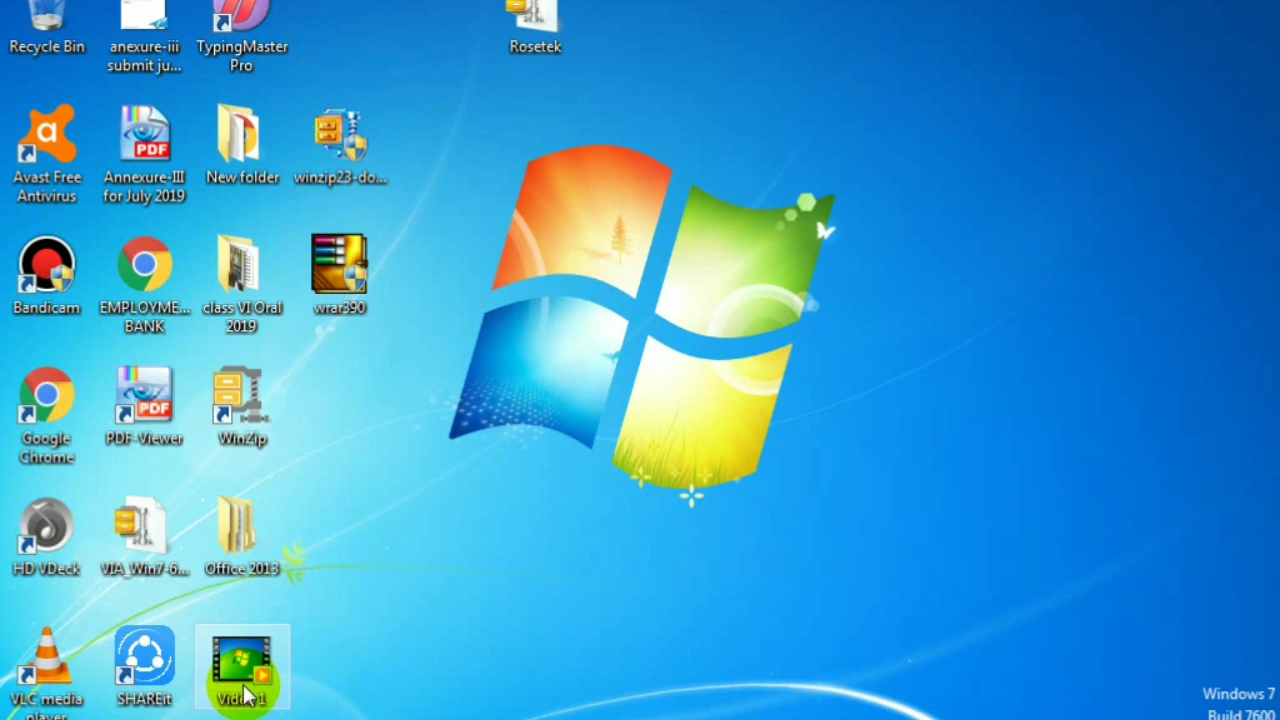 Recycle Bin
anexure-iii
submit ju...
TypingMaster
Pro
Rosetek
Avast Free
Antivirus
PDF
Annexure-III
for July 2019
New folder
winzip23-do...
Bandicam
EMPLOYME...
BANK
class VI Oral
2019
wrar390
Google
Chrome
PDF
PDF-Viewer
WinZip
HD VDeck
VIA_Win7-6...
Office 2013
VLC media
player
SHAREit
Windows 7
Build 7600